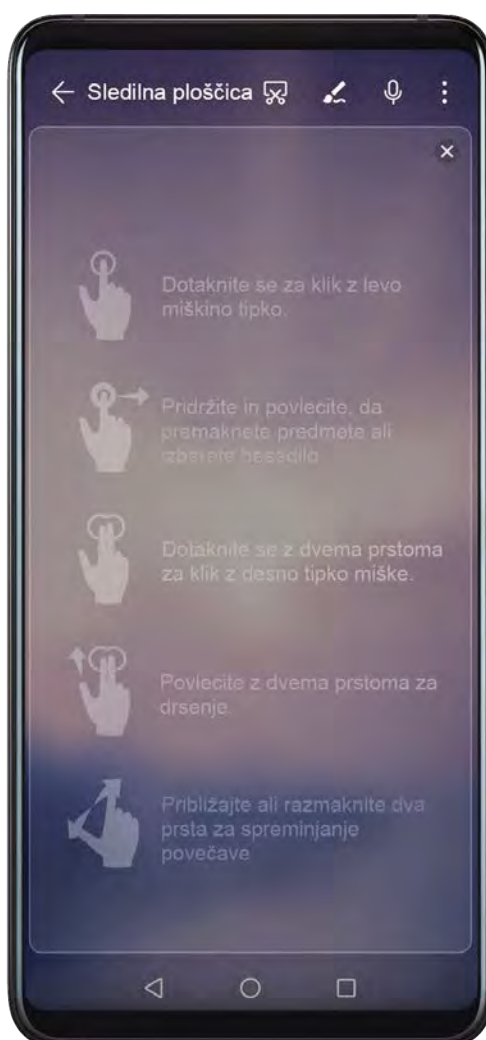 Sledilna ploščica
Dotaknite se za klik z levo
miškino tipko.
Pridržite in povlecite, da
premaknete predmete ali
izberete besedilo
Dotaknite se z dvema prstoma
za klik z desno tipko miške.
Povlecite z dvema prstoma za
drsenje.
Približajte ali razmaknite dva
prsta za spreminjanje
povečave